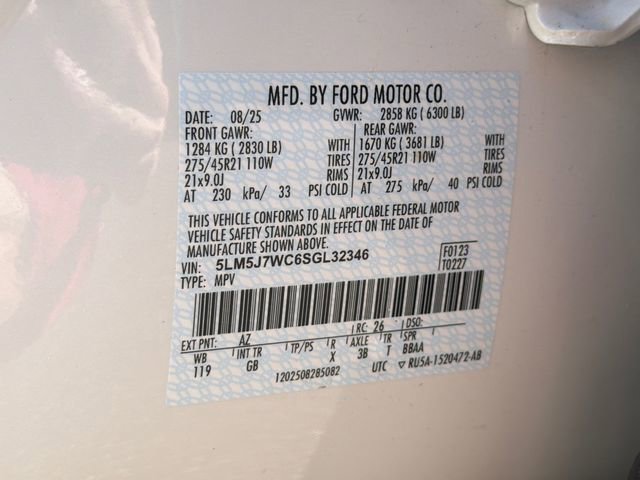 MFD. BY FORD MOTOR CO.
DATE: 08/25 GVWR: 2858 KG ( 6300 LB)
FRONT GAWR: REAR GAWR:
1284 KG ( 2830 LB) WITH 1670 KG ( 3681 LB) WITH
275/45R21 110W TIRES 275/45R21 110W TIRES
21x9.0J RIMS 21x9.0J RIMS
AT 230 kPa/ 33 PSI COLD AT 275 kPa/ 40 PSI COLD
THIS VEHICLE CONFORMS TO ALL APPLICABLE FEDERAL MOTOR
VEHICLE SAFETY STANDARDS IN EFFECT ON THE DATE OF
MANUFACTURE SHOWN ABOVE.
VIN: 5LM5J7WC6SGL32346 F0123
TYPE: MPV T0227
EXT PNT: AZ RC: 26 DSO:
WB INT TR TP/PS R AXLE TR SPR
119 GB X 3B T BBAA
1202508285082 UTC ▽ RU5A-1520472-AB